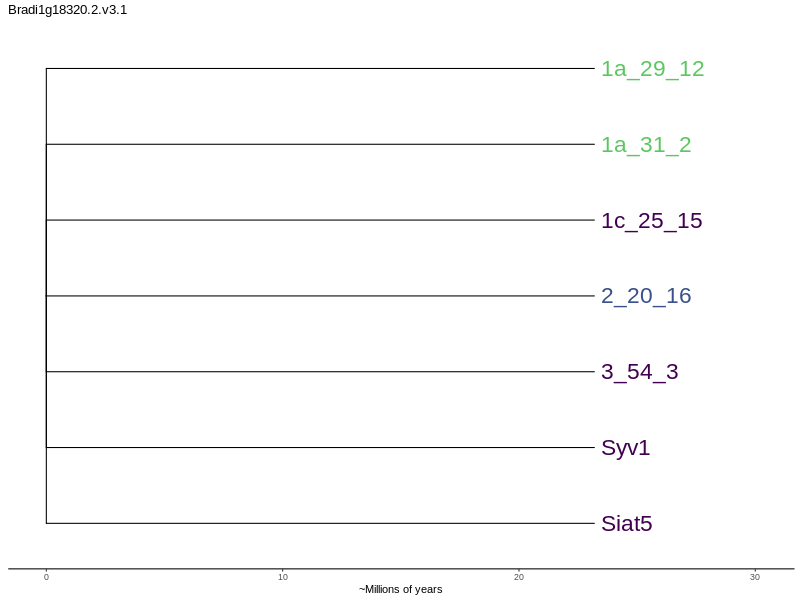 Bradi1g18320.2.v3.1
1a_29_12
1a_31_2
1c_25_15
2_20_16
3_54_3
Syv1
Siat5
0 10 20 30
~Millions of years